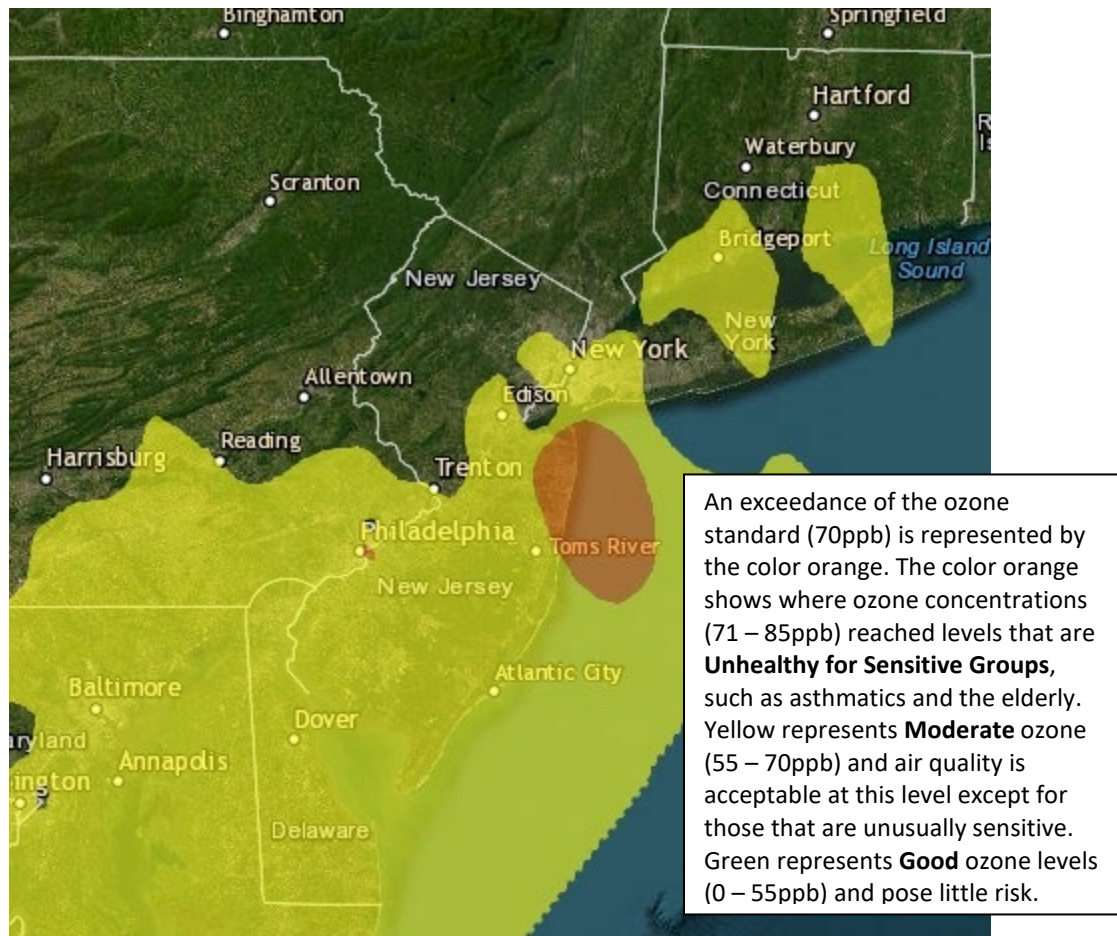 Binghamton
Springfield
Hartford
Waterbury
Connecticut
Scranton
Bridgeport
Long Island
Sound
New Jersey
New
York
New York
Allentown
Edison
Reading
Harrisburg
Trenton
Philadelphia
Toms River
New Jersey
Atlantic City
Baltimore
Dover
aryland
Annapolis
ington
Delaware
An exceedance of the ozone
standard (70ppb) is represented by
the color orange. The color orange
shows where ozone concentrations
(71 – 85ppb) reached levels that are
Unhealthy for Sensitive Groups,
such as asthmatics and the elderly.
Yellow represents Moderate ozone
(55 – 70ppb) and air quality is
acceptable at this level except for
those that are unusually sensitive.
Green represents Good ozone levels
(0 – 55ppb) and pose little risk.